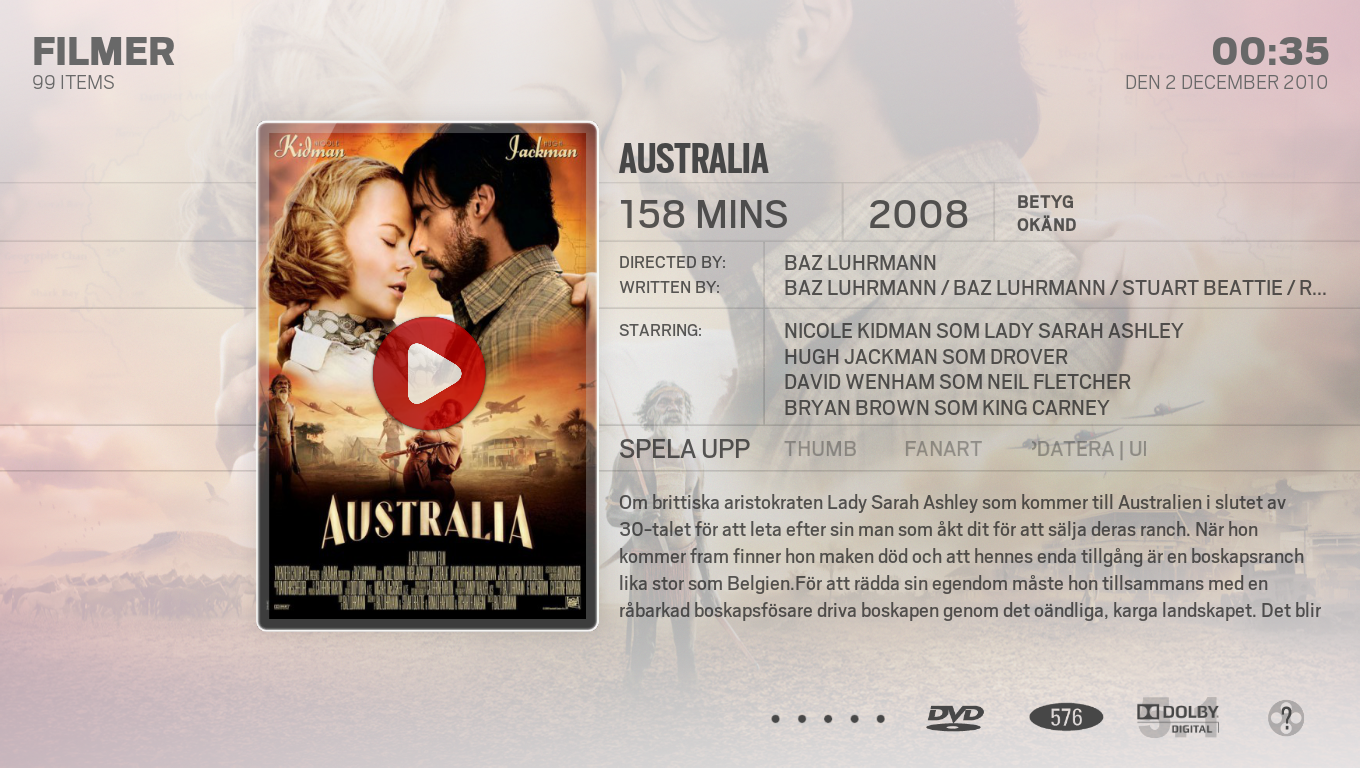 FILMER
99 ITEMS
00:35
DEN 2 DECEMBER 2010
Kidman
Jackman
AUSTRALIA
AUSTRALIA
158 MINS
2008
BETYG
OKÄND
DIRECTED BY:
BAZ LUHRMANN
WRITTEN BY:
BAZ LUHRMANN / BAZ LUHRMANN / STUART BEATTIE / R...
STARRING:
NICOLE KIDMAN SOM LADY SARAH ASHLEY
HUGH JACKMAN SOM DROVER
DAVID WENHAM SOM NEIL FLETCHER
BRYAN BROWN SOM KING CARNEY
SPELA UPP
THUMB
FANART
'DATERA | UI
Om brittiska aristokraten Lady Sarah Ashley som kommer till Australien i slutet av
30-talet för att leta efter sin man som åkt dit för att sälja deras ranch. När hon
kommer fram finner hon maken död och att hennes enda tillgång är en boskapsranch
lika stor som Belgien.För att rädda sin egendom måste hon tillsammans med en
råbarkad boskapsfösare driva boskapen genom det oändliga, karga landskapet. Det blir
DVD
576
5.1
DOLBY
DIGITAL
?